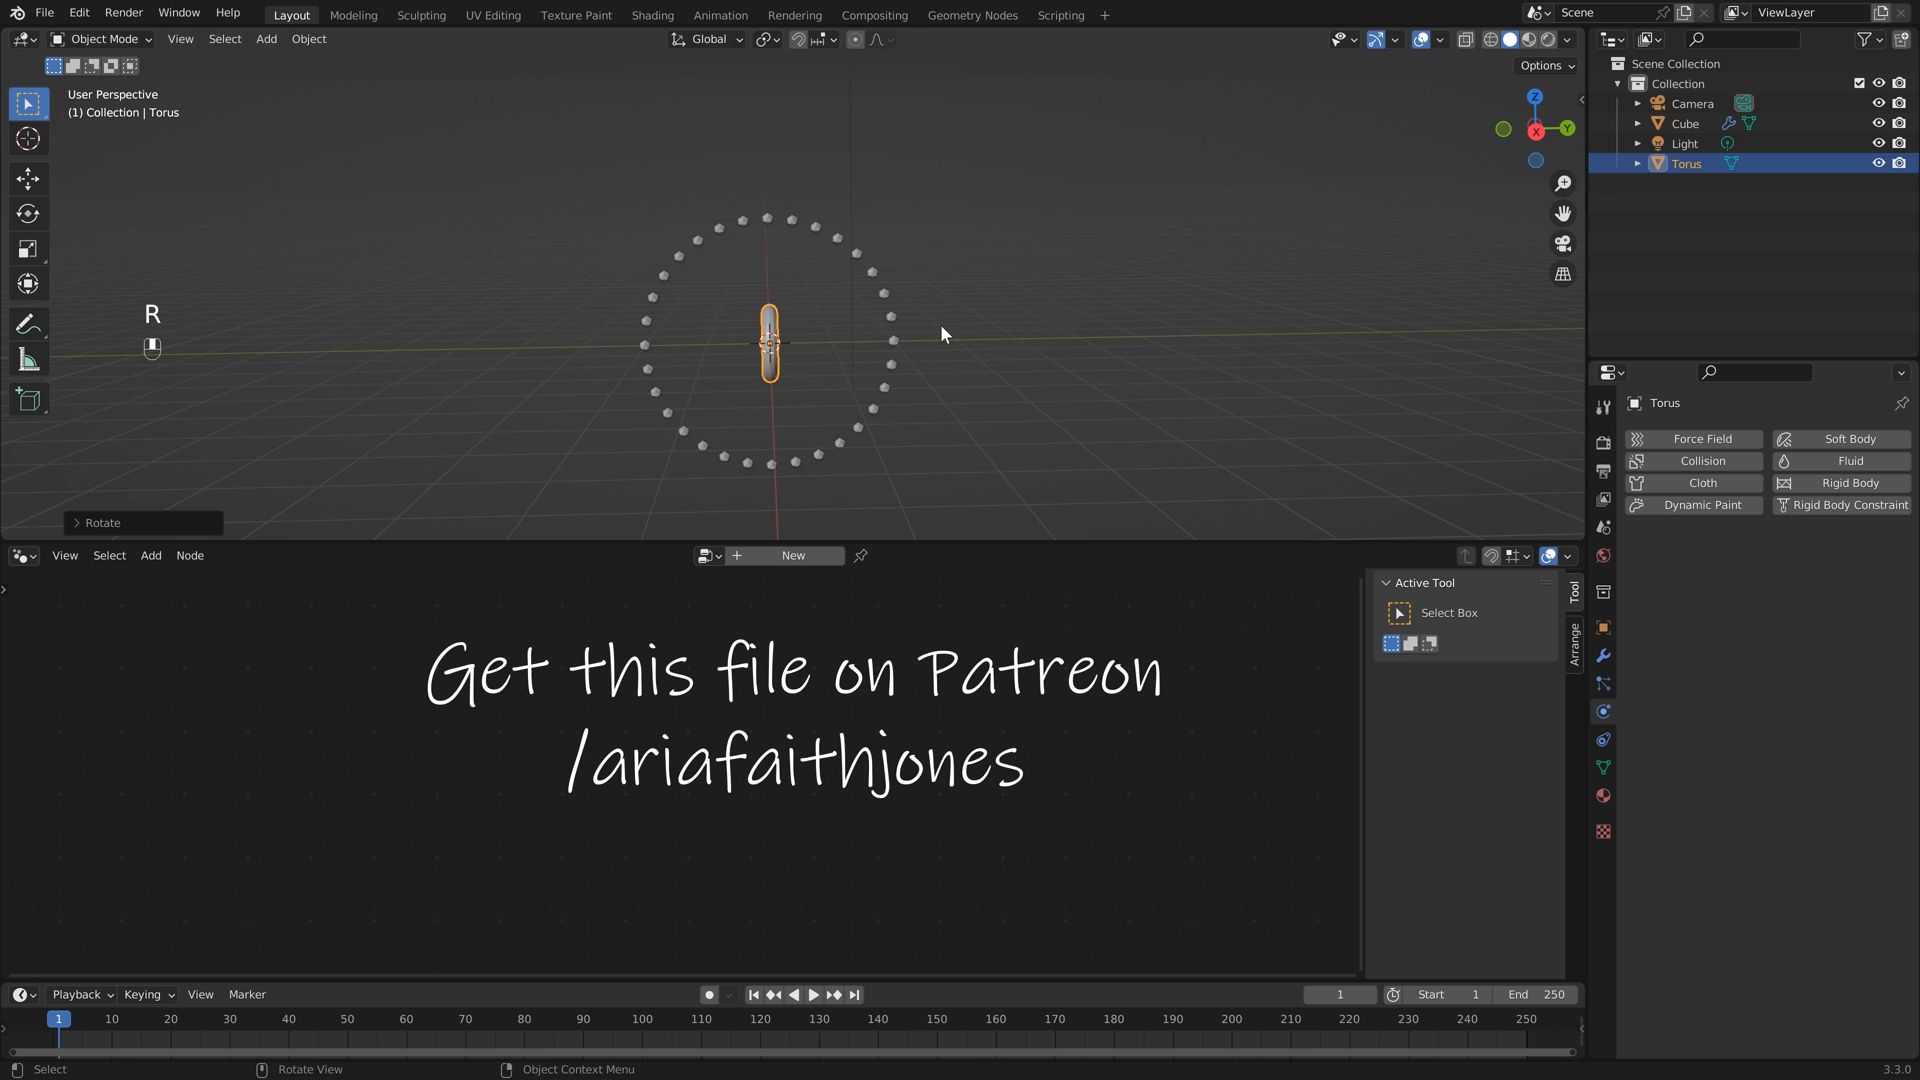 File Edit Render Window Help Layout Modeling Sculpting UV Editing Texture Paint Shading Animation Rendering Compositing Geometry Nodes Scripting + Scene ViewLayer
Object Mode View Select Add Object Global
Options
User Perspective
(1) Collection | Torus
Z
Y
X
R
> Rotate
Scene Collection
Collection
Camera
Cube
Light
Torus
Torus
Force Field Soft Body
Collision Fluid
Cloth Rigid Body
Dynamic Paint Rigid Body Constraint
View Select Add Node + New
Active Tool
Select Box
Tool
Arrange
Get this file on Patreon
/ariafaithjones
Playback Keying View Marker 1 Start 1 End 250
1 10 20 30 40 50 60 70 80 90 100 110 120 130 140 150 160 170 180 190 200 210 220 230 240 250
Select Rotate View Object Context Menu 3.3.0